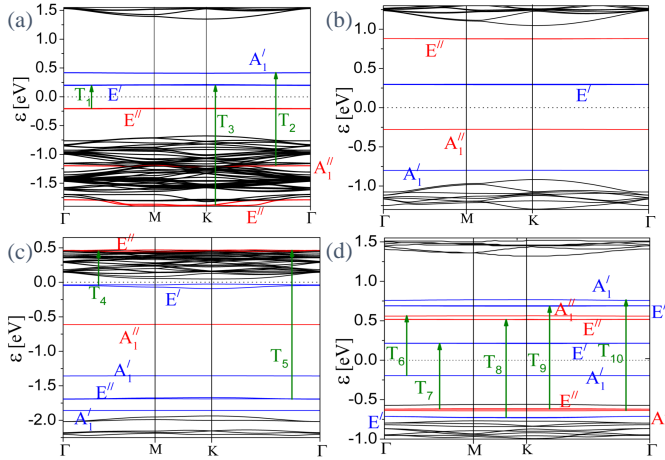 (a)
1.5
1.0
0.5
0.0
-0.5
-1.0
-1.5
ε [eV]
A₁′
E′
T₁
E″
T₃
T₂
A₁″
E″
Γ M K Γ
(b)
1.0
0.5
0.0
-0.5
-1.0
ε [eV]
E″
E′
A₁″
A₁′
Γ M K Γ
(c)
0.5
0.0
-0.5
-1.0
-1.5
-2.0
ε [eV]
E″
T₄
E′
A₁″
T₅
A₁′
E″
A₁′
Γ M K Γ
(d)
1.5
1.0
0.5
0.0
-0.5
-1.0
ε [eV]
A₁′
E′
A₁″
E″
T₆
T₇
T₈
T₉
T₁₀
E′
A₁′
E″
E′
A
Γ M K Γ